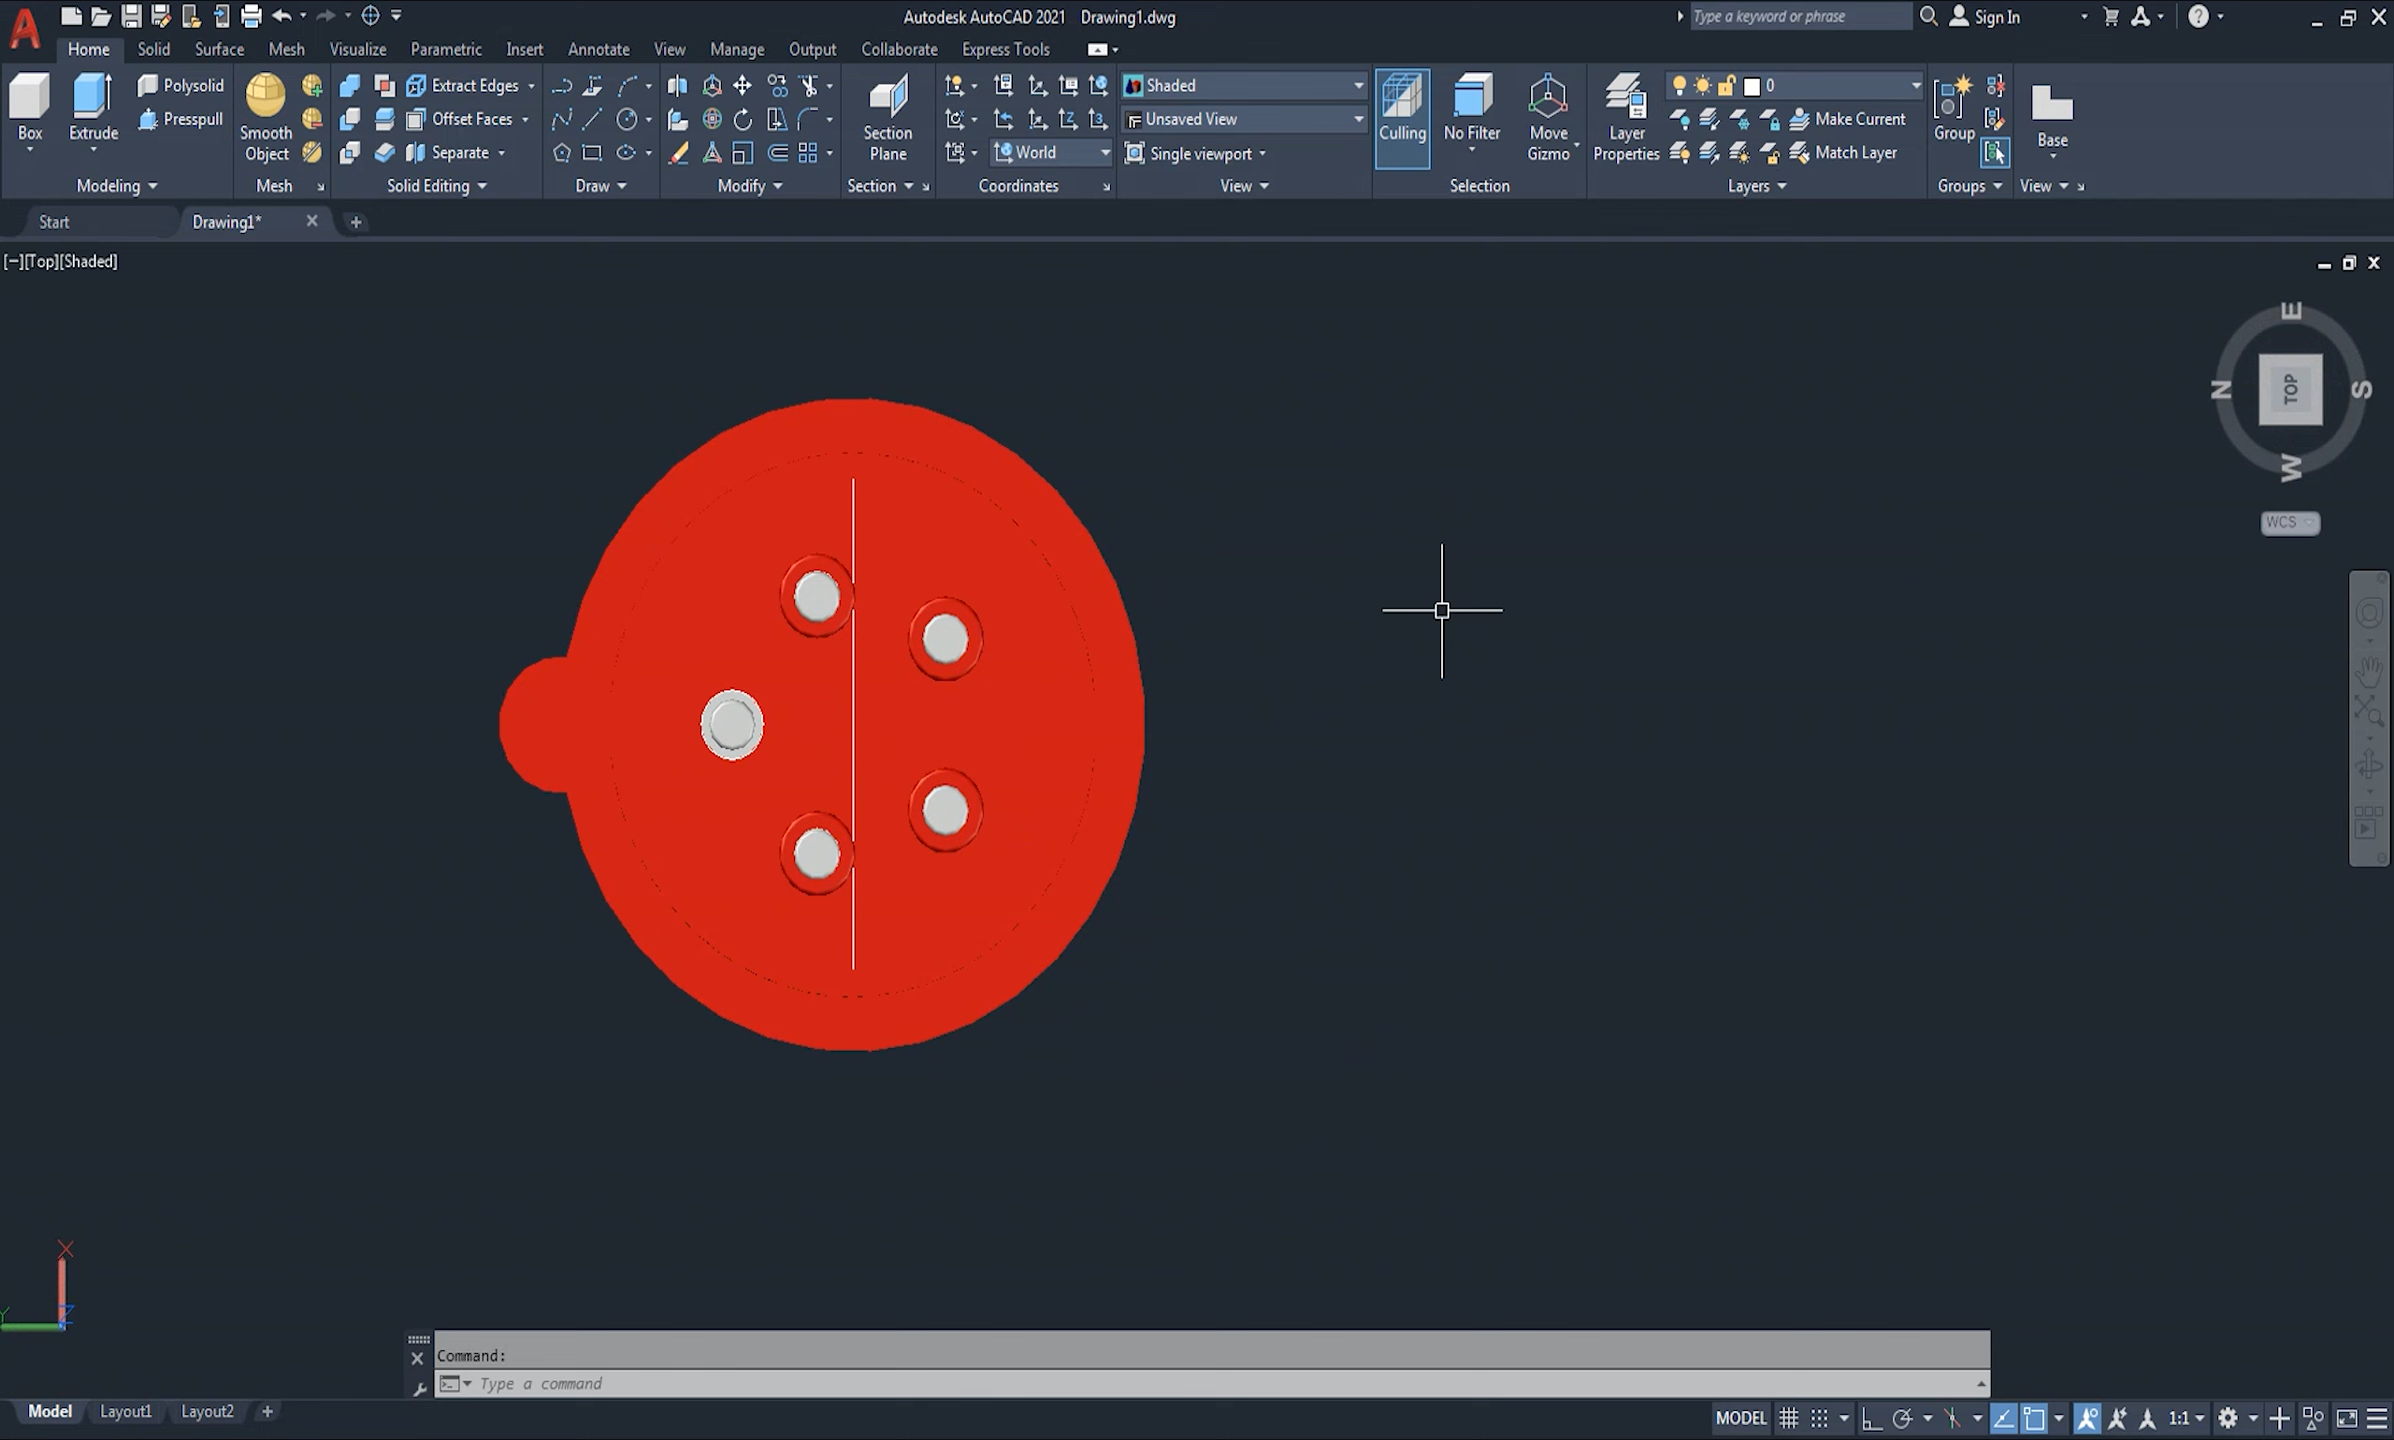 Autodesk AutoCAD 2021 Drawing1.dwg
Type a keyword or phrase
Sign In
Home Solid Surface Mesh Visualize Parametric Insert Annotate View Manage Output Collaborate Express Tools
Box
Extrude
Polysolid
Presspull
Modeling
Smooth
Object
Mesh
Extract Edges
Offset Faces
Separate
Solid Editing
Draw
Modify
Section
Plane
Section
World
Coordinates
Shaded
Unsaved View
Single viewport
View
Culling
No Filter
Move
Gizmo
Selection
Layer
Properties
0
Make Current
Match Layer
Layers
Group
Groups
Base
View
Start
Drawing1*
[−][Top][Shaded]
E
N
TOP
S
W
WCS
X
Y
Z
Command:
Type a command
Model Layout1 Layout2
MODEL
1:1